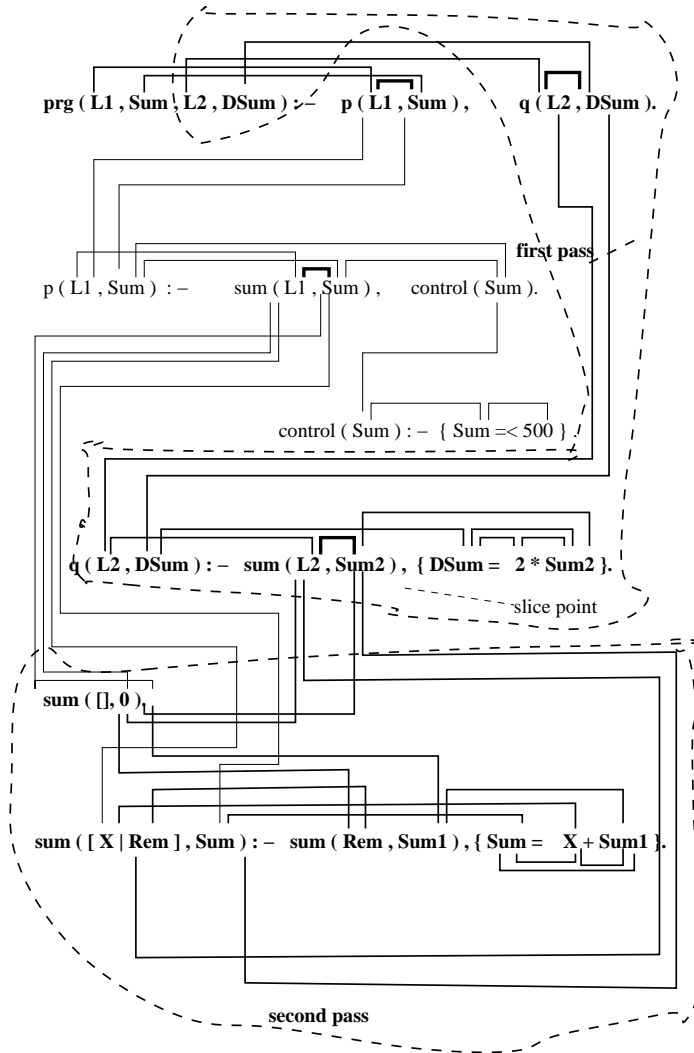 prg ( L1 , Sum , L2 , DSum ) : – p ( L1 , Sum ) , q ( L2 , DSum ).
first pass
p ( L1 , Sum ) : – sum ( L1 , Sum ) , control ( Sum ).
control ( Sum ) : – { Sum =< 500 } .
q ( L2 , DSum ) : – sum ( L2 , Sum2 ) , { DSum = 2 * Sum2 }.
slice point
sum ( [], 0 ).
sum ( [ X | Rem ] , Sum ) : – sum ( Rem , Sum1 ) , { Sum = X + Sum1 }.
second pass